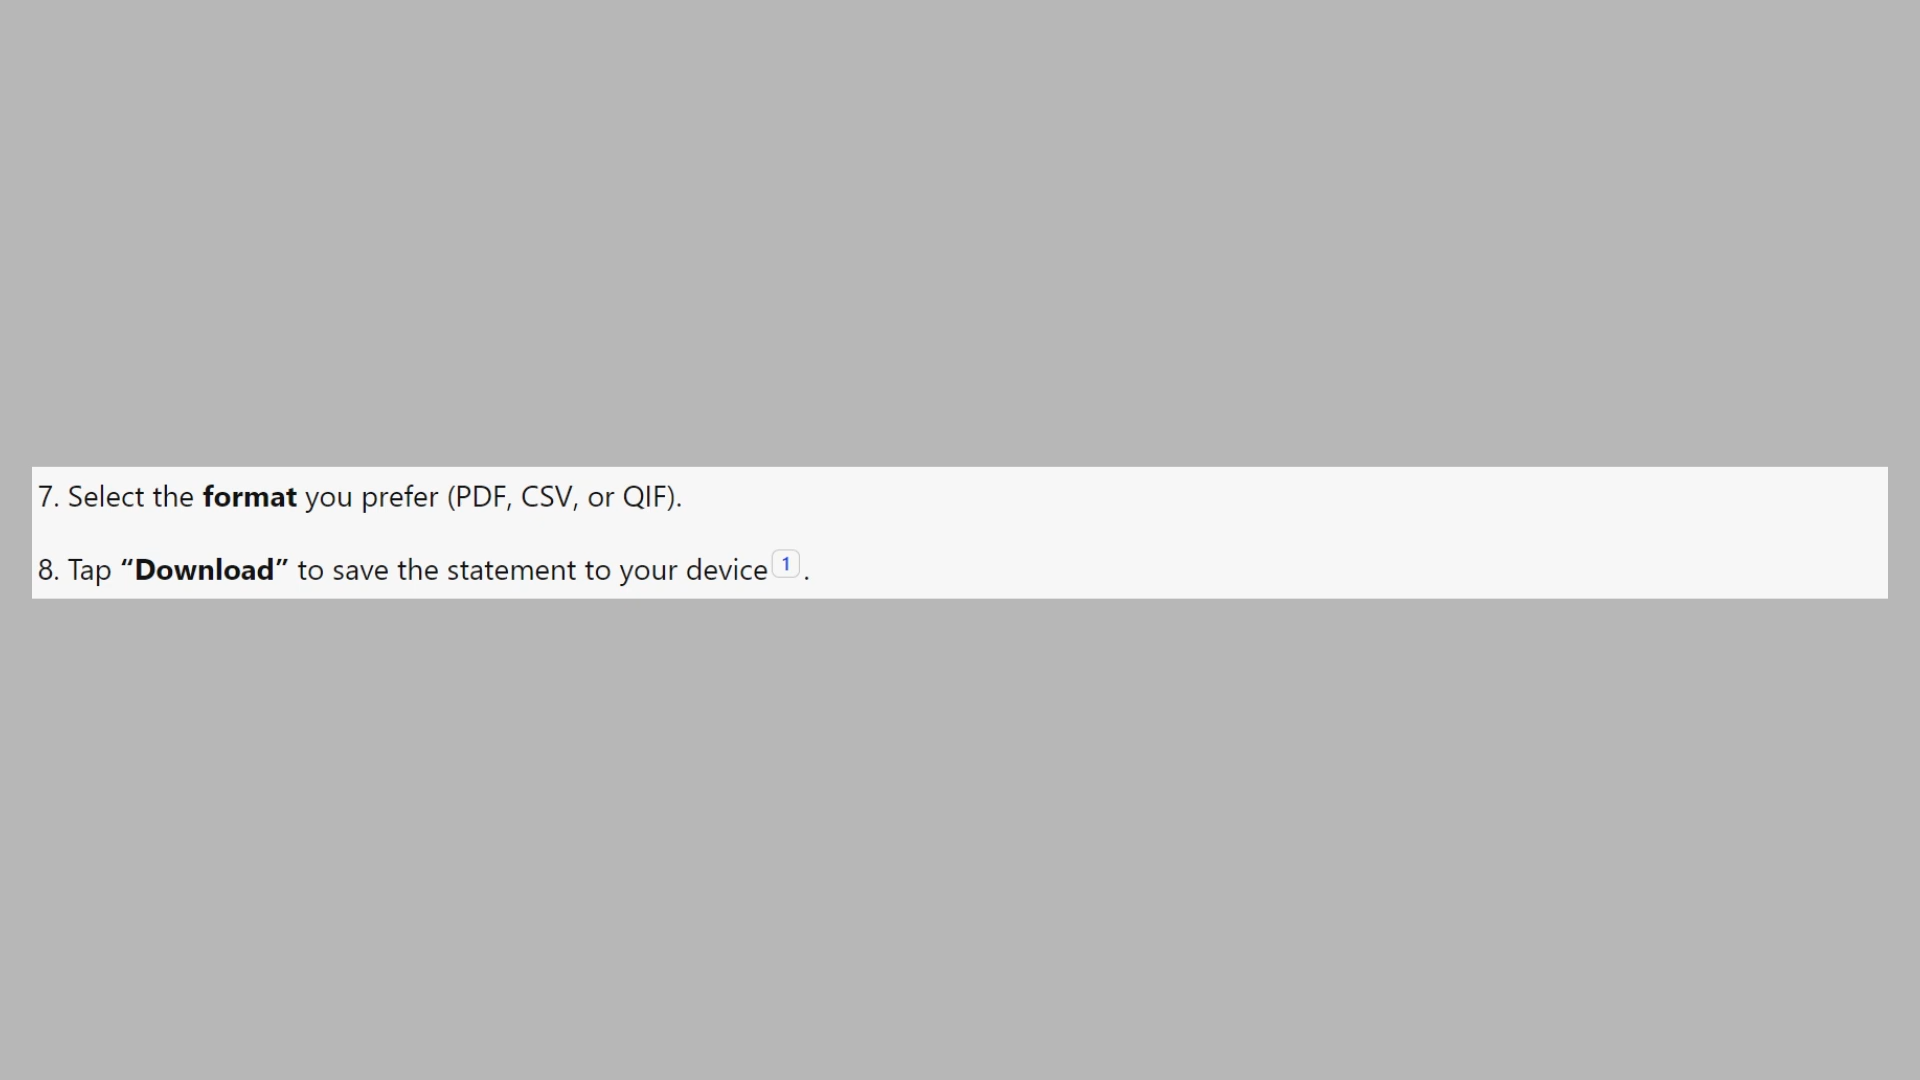 7. Select the format you prefer (PDF, CSV, or QIF).
8. Tap “Download” to save the statement to your device 1 .